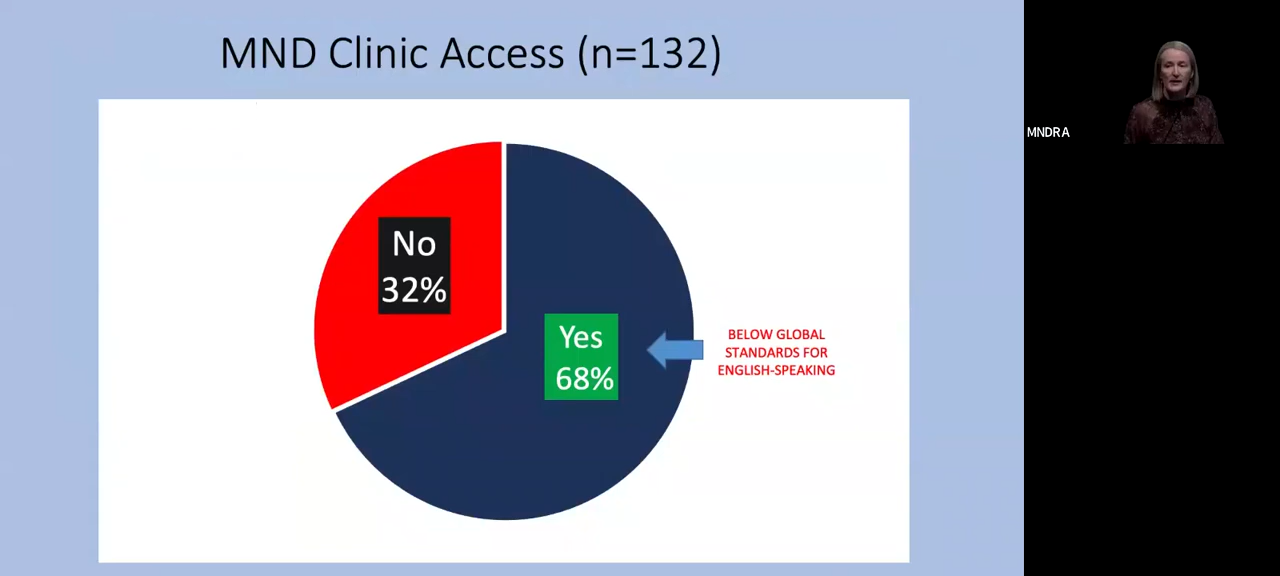 MND Clinic Access (n=132)
No
32%
Yes
68%
BELOW GLOBAL
STANDARDS FOR
ENGLISH-SPEAKING
MNDRA